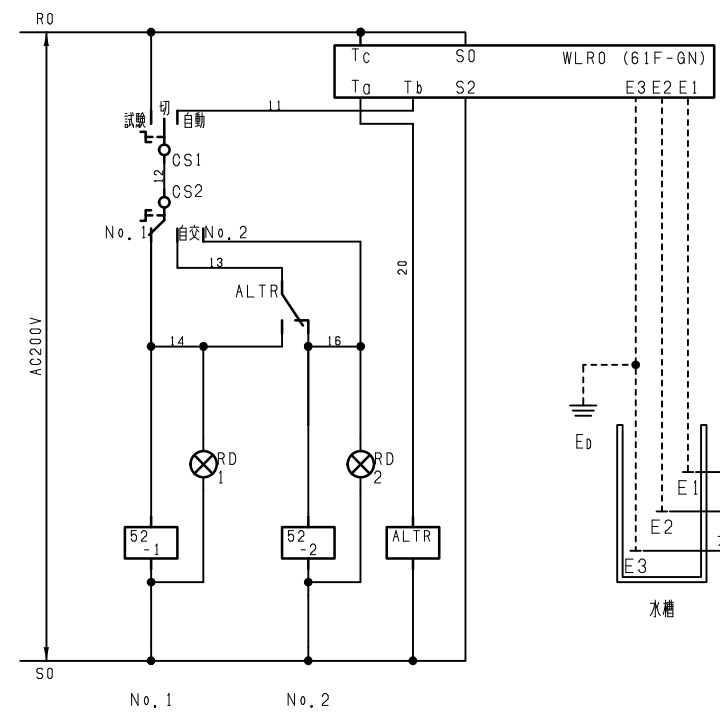 R0
Tc S0 WLR0 (61F-GN)
Ta Tb S2 E3 E2 E1
11
試験 切 自動
CS1
12
CS2
No. 1 自交 No. 2
13
20
ALTR
14 16
AC200V
ED
RD
1
RD
2
E1
52
-1
52
-2
ALTR
E2
E3
水槽
S0
No. 1 No. 2